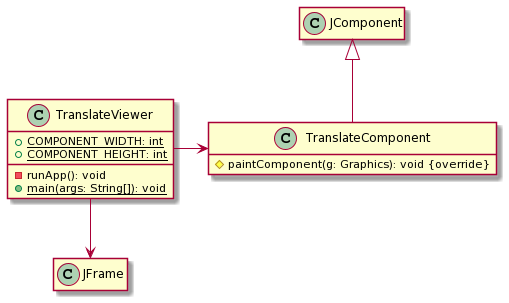 C JComponent
C TranslateViewer
COMPONENT_WIDTH: int
COMPONENT_HEIGHT: int
runApp(): void
main(args: String[]): void
C TranslateComponent
paintComponent(g: Graphics): void {override}
C JFrame